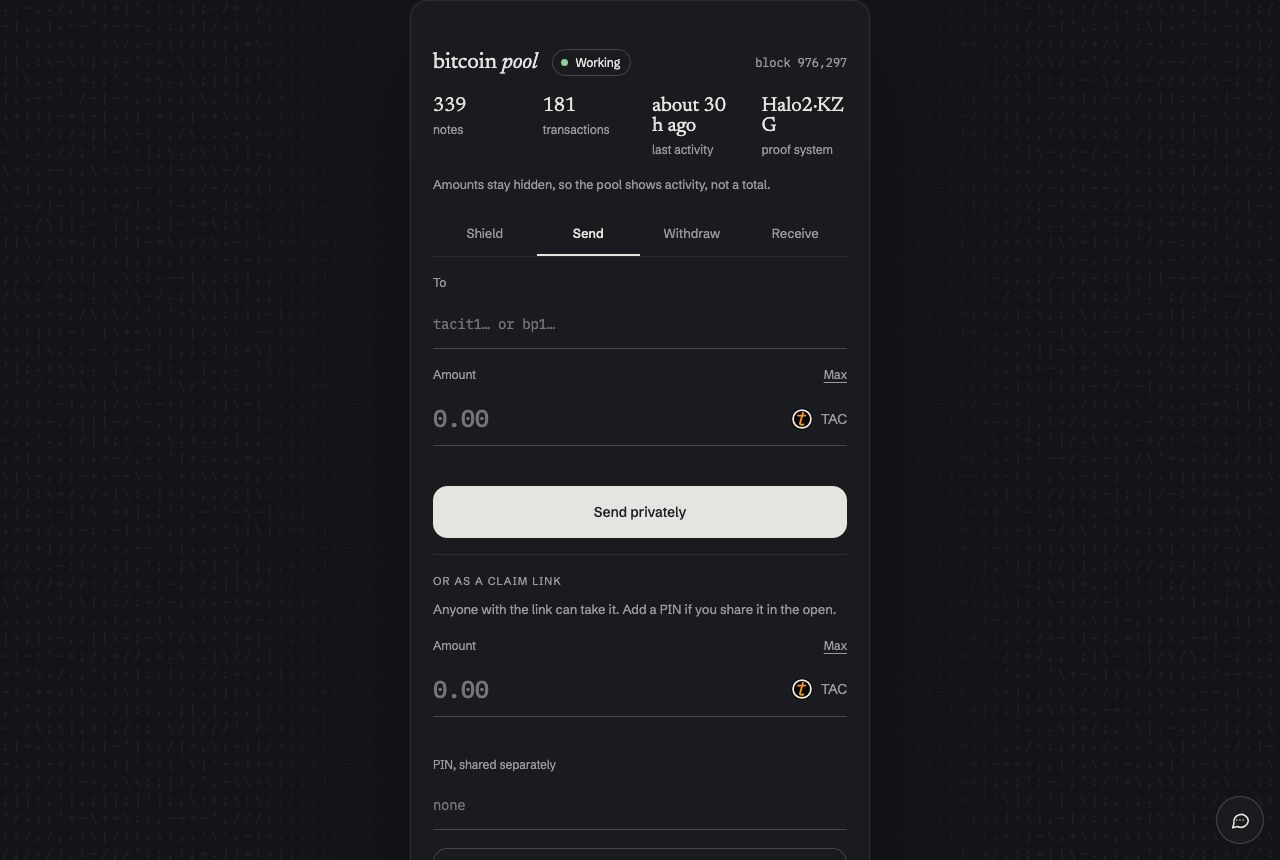 bitcoin pool Working block 976,297
339 181 about 30 h ago Halo2·KZG
notes transactions last activity proof system
Amounts stay hidden, so the pool shows activity, not a total.
Shield Send Withdraw Receive
To
tacit1… or bp1…
Amount Max
0.00 TAC
Send privately
OR AS A CLAIM LINK
Anyone with the link can take it. Add a PIN if you share it in the open.
Amount Max
0.00 TAC
PIN, shared separately
none